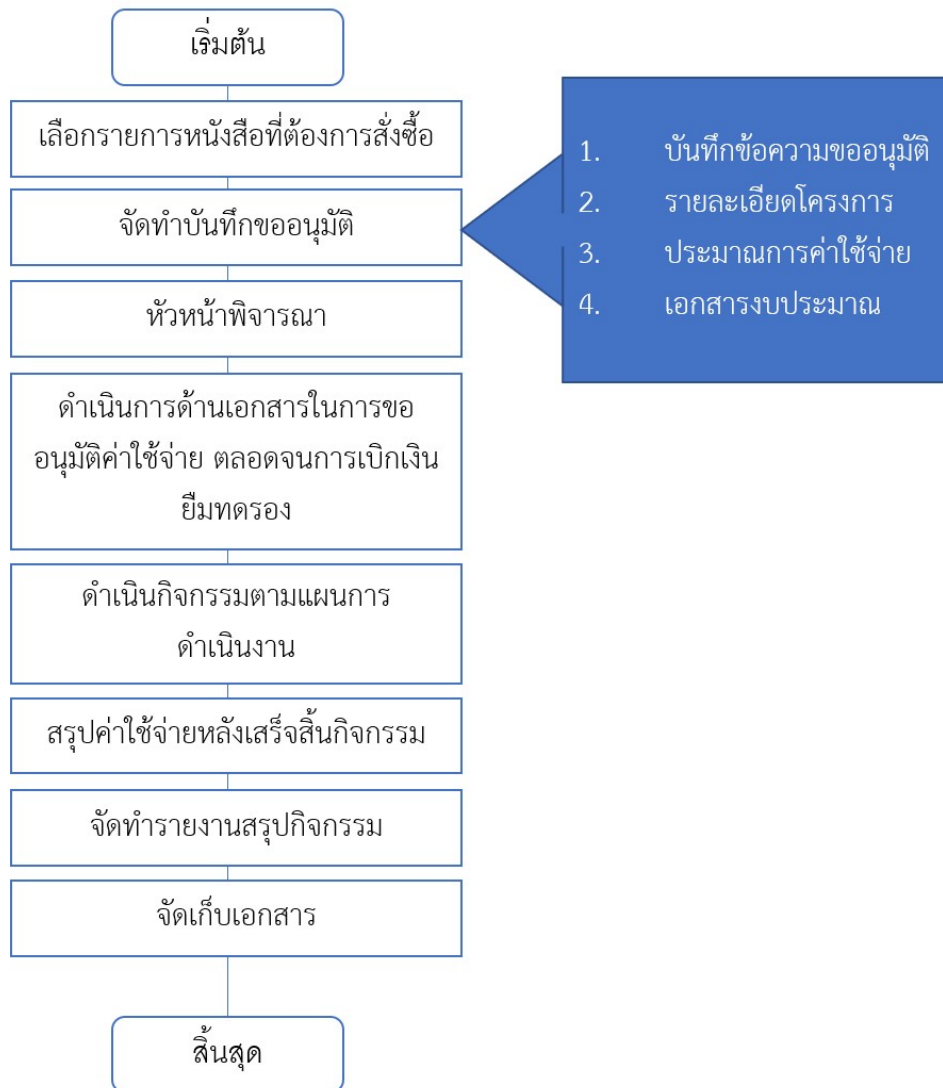 เริ่มต้น
เลือกรายการหนังสือที่ต้องการสั่งซื้อ
จัดทำบันทึกขออนุมัติ
1. บันทึกข้อความขออนุมัติ
2. รายละเอียดโครงการ
3. ประมาณการค่าใช้จ่าย
4. เอกสารงบประมาณ
หัวหน้าพิจารณา
ดำเนินการด้านเอกสารในการขอ
อนุมัติค่าใช้จ่าย ตลอดจนการเบิกเงิน
ยืมทดรอง
ดำเนินกิจกรรมตามแผนการ
ดำเนินงาน
สรุปค่าใช้จ่ายหลังเสร็จสิ้นกิจกรรม
จัดทำรายงานสรุปกิจกรรม
จัดเก็บเอกสาร
สิ้นสุด